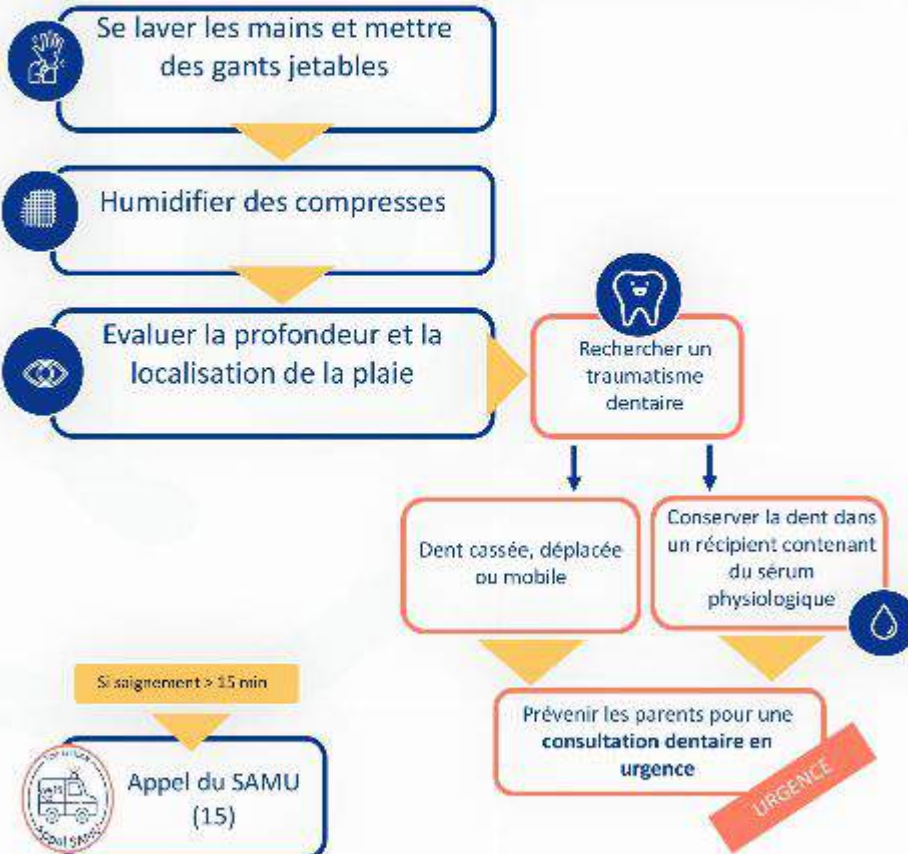 Se laver les mains et mettre
des gants jetables
Humidifier des compresses
Evaluer la profondeur et la
localisation de la plaie
Rechercher un
traumatisme
dentaire
Dent cassée, déplacée
ou mobile
Conserver la dent dans
un récipient contenant
du sérum
physiologique
Prévenir les parents pour une
consultation dentaire en
urgence
URGENCE
Si saignement > 15 min
Appel du SAMU
(15)
Appel SAMU